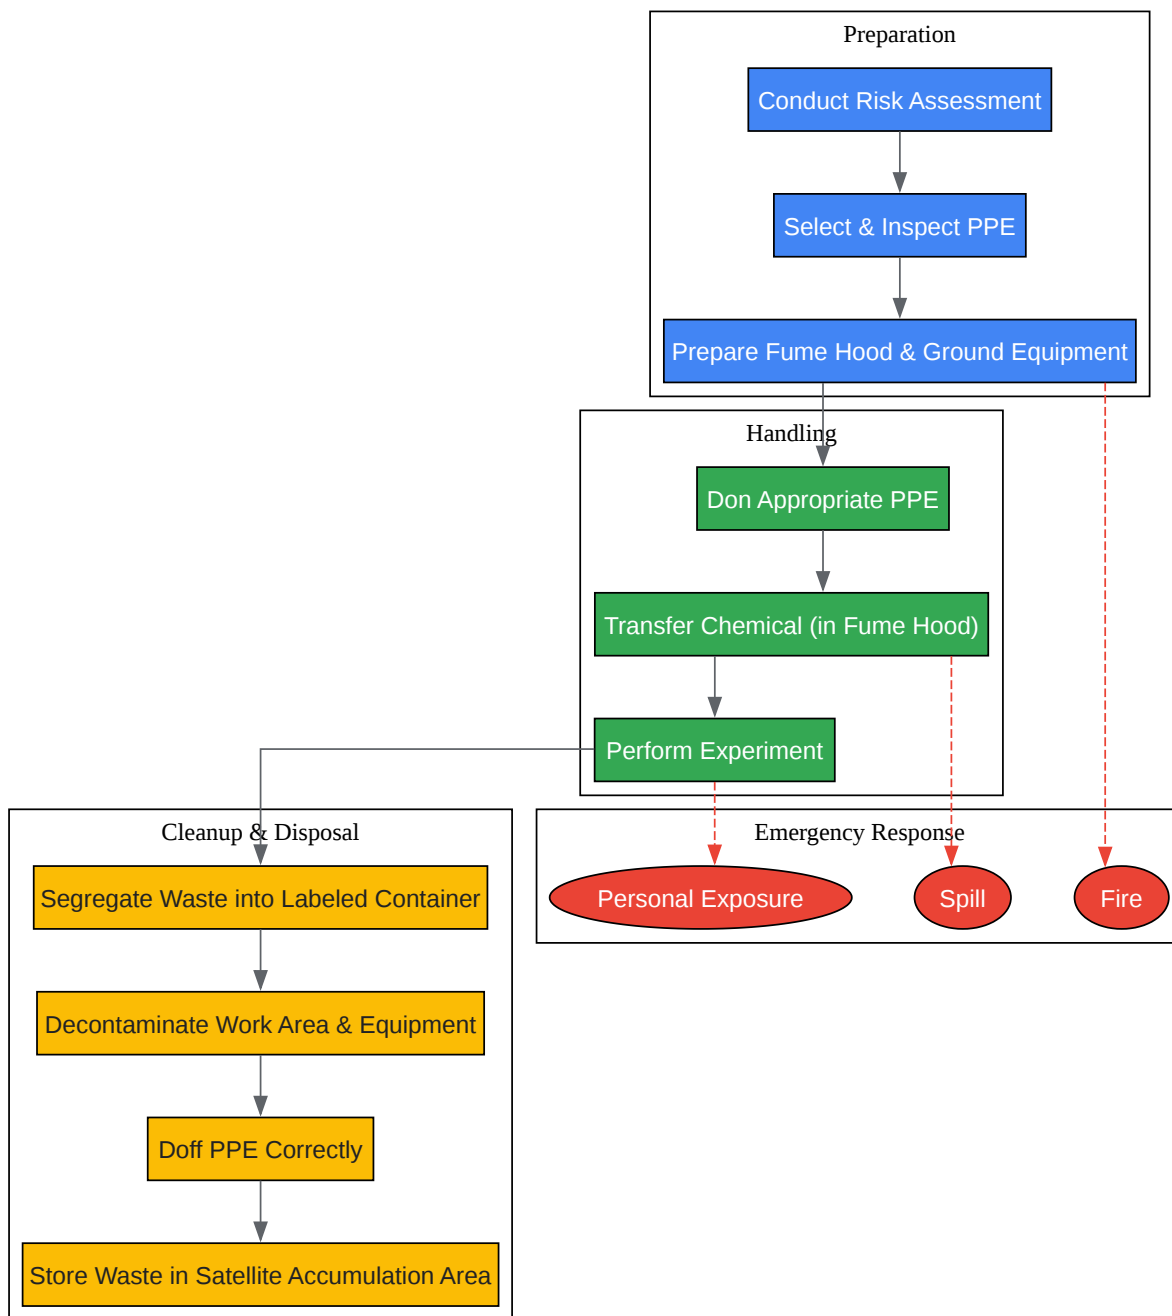 Preparation
Conduct Risk Assessment
Select & Inspect PPE
Prepare Fume Hood & Ground Equipment
Handling
Don Appropriate PPE
Transfer Chemical (in Fume Hood)
Perform Experiment
Cleanup & Disposal
Segregate Waste into Labeled Container
Decontaminate Work Area & Equipment
Doff PPE Correctly
Store Waste in Satellite Accumulation Area
Emergency Response
Personal Exposure
Spill
Fire